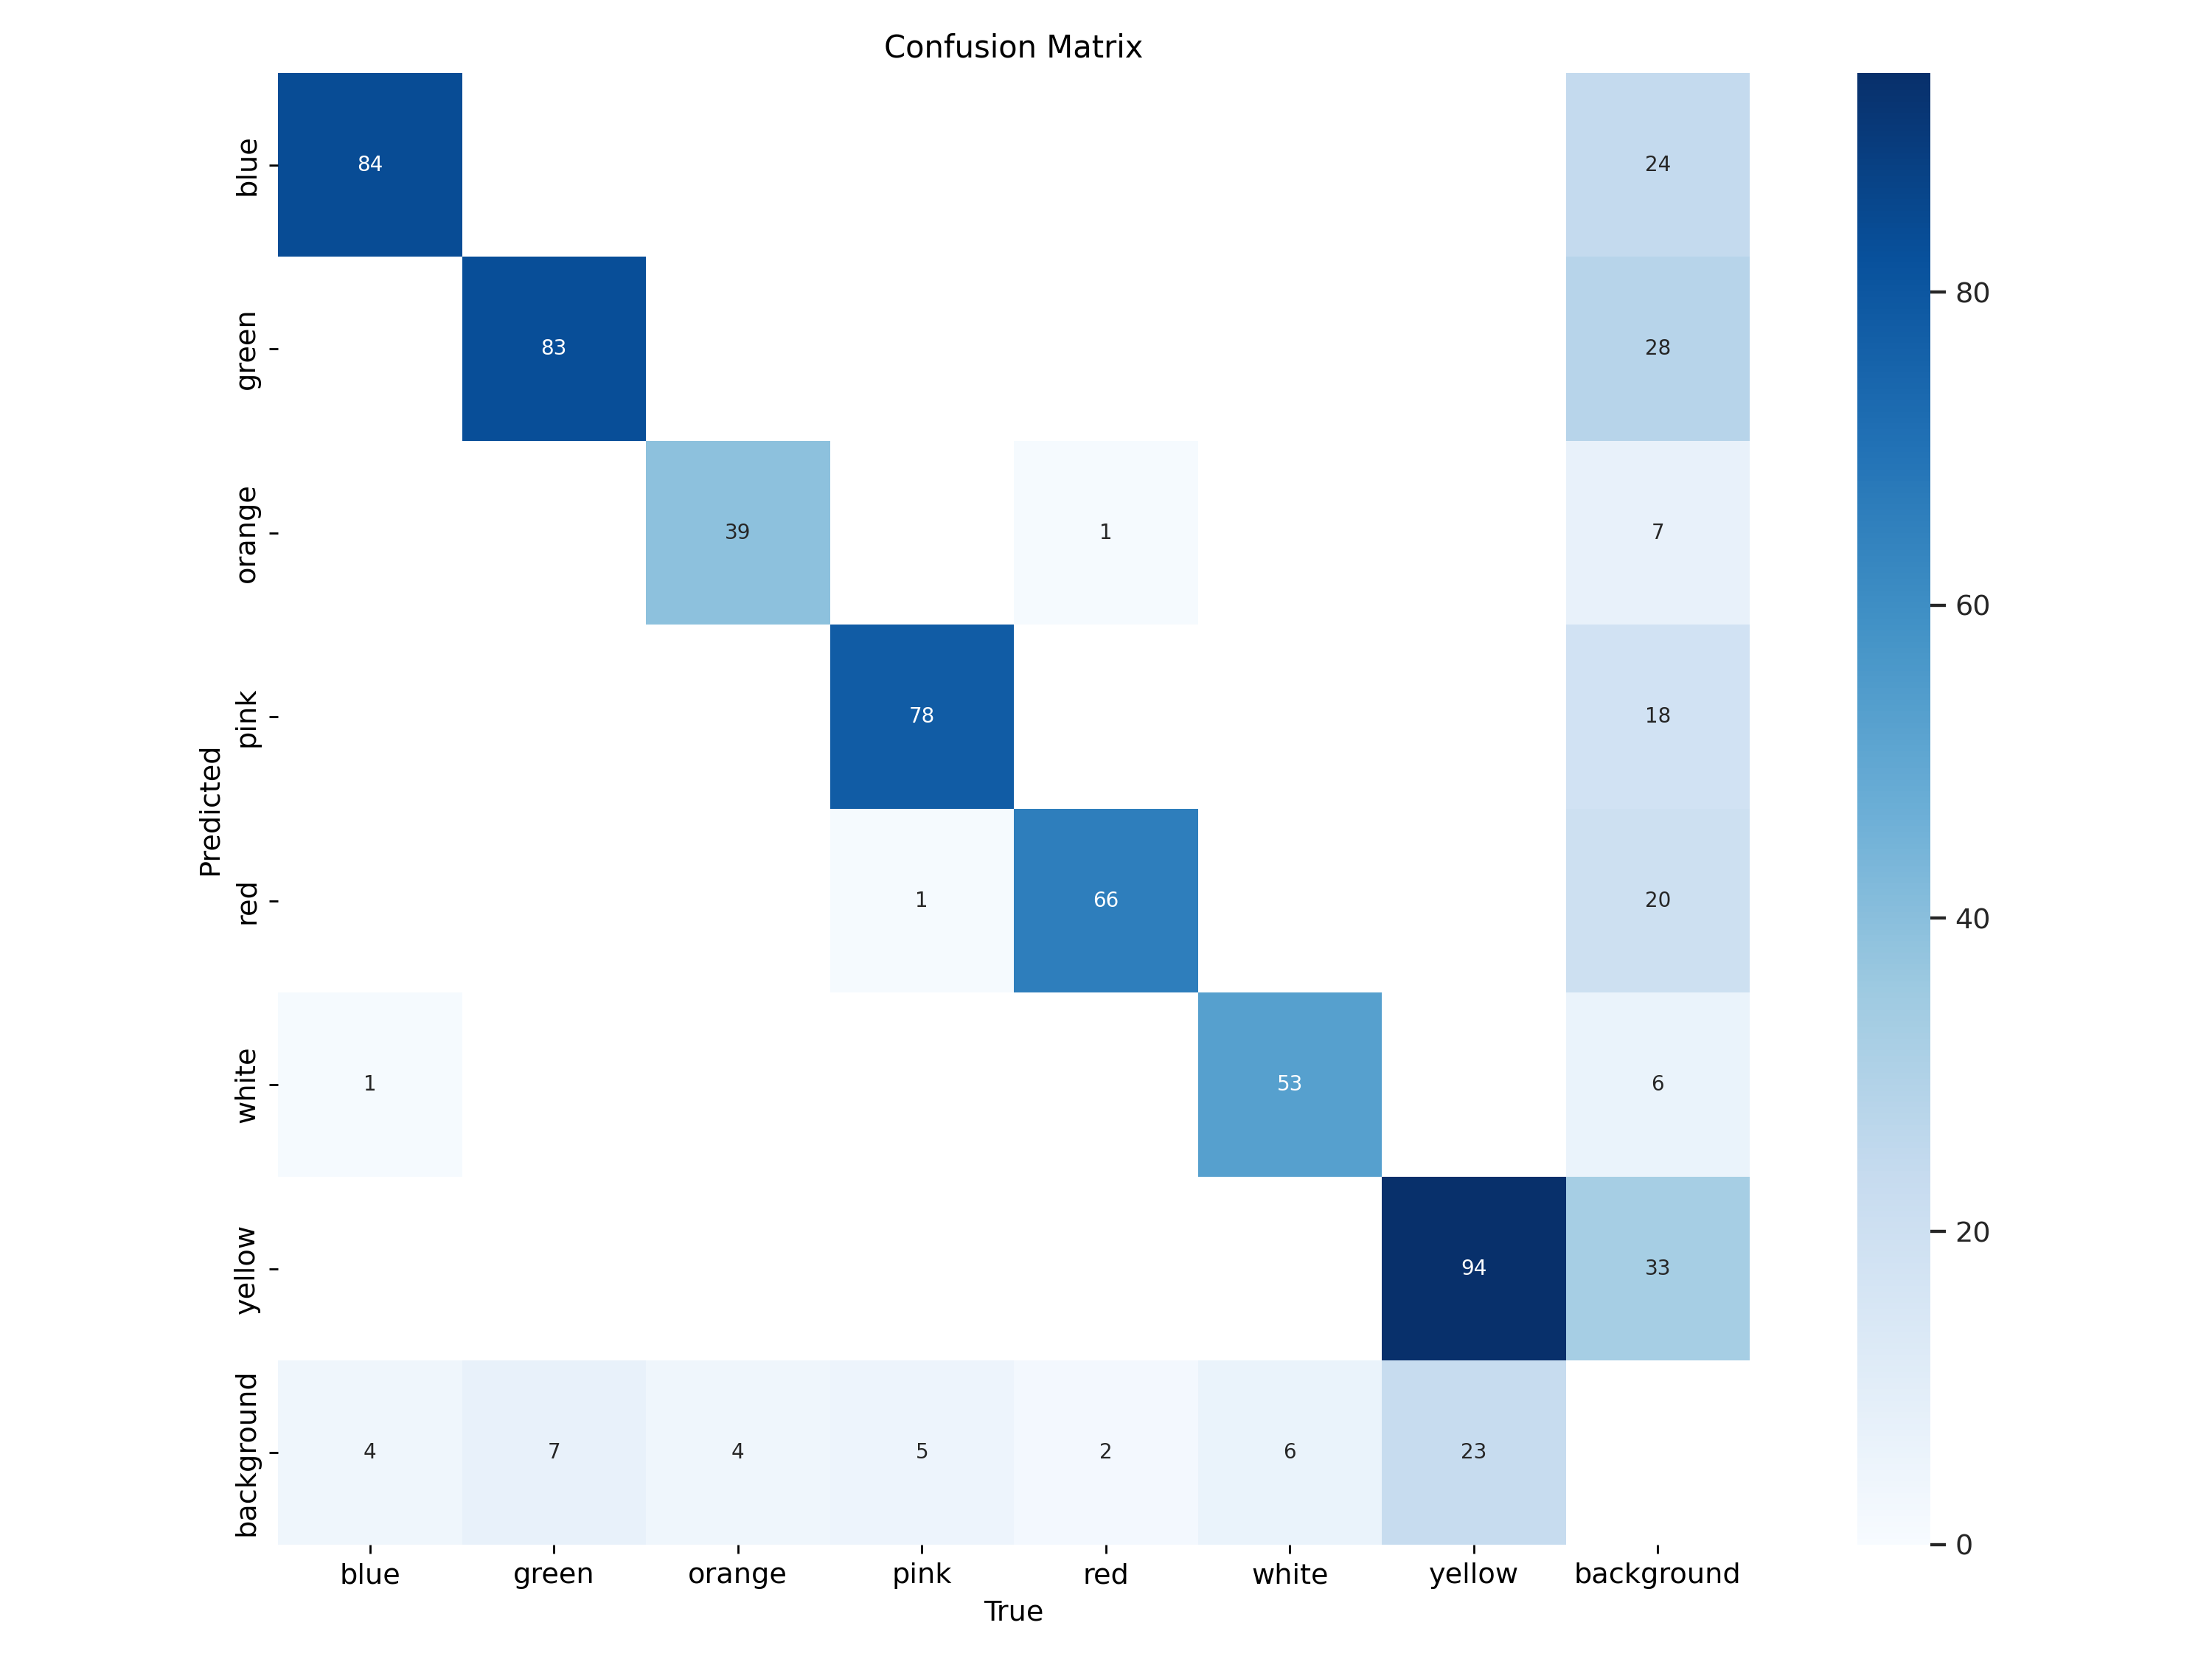 Confusion Matrix
blue 84 24
green 83 28
orange 39 1 7
pink 78 18
red 1 66 20
white 1 53 6
yellow 94 33
background 4 7 4 5 2 6 23
blue green orange pink red white yellow background
True
Predicted
80
60
40
20
0